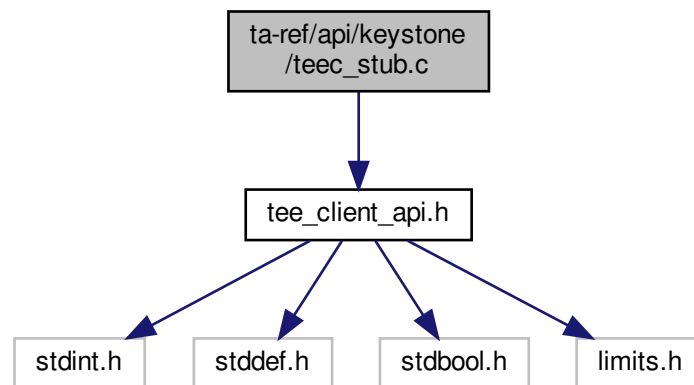 ta-ref/api/keystone
/teec_stub.c
tee_client_api.h
stdint.h
stddef.h
stdbool.h
limits.h